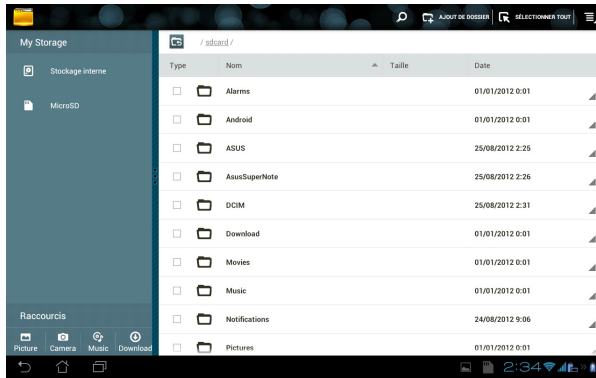 AJOUT DE DOSSIER SÉLECTIONNER TOUT
My Storage
/ sdcard /
Type Nom Taille Date
Stockage interne
MicroSD
Alarms 01/01/2012 0:01
Android 01/01/2012 0:01
ASUS 25/08/2012 2:25
AsusSuperNote 25/08/2012 2:26
DCIM 25/08/2012 2:31
Download 01/01/2012 0:01
Movies 01/01/2012 0:01
Music 01/01/2012 0:01
Notifications 24/08/2012 9:06
Pictures 01/01/2012 0:01
Raccourcis
Picture Camera Music Download
2:34